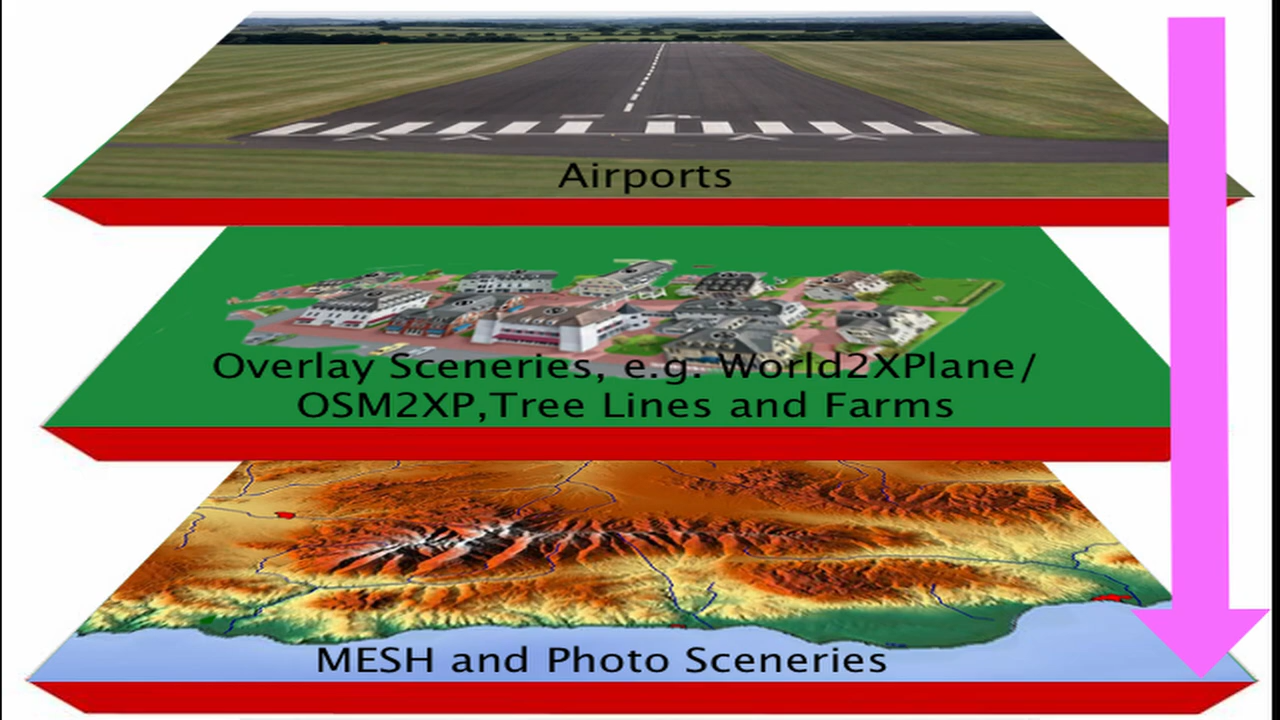 Airports
Overlay Sceneries, e.g. World2XPlane/
OSM2XP,Tree Lines and Farms
MESH and Photo Sceneries